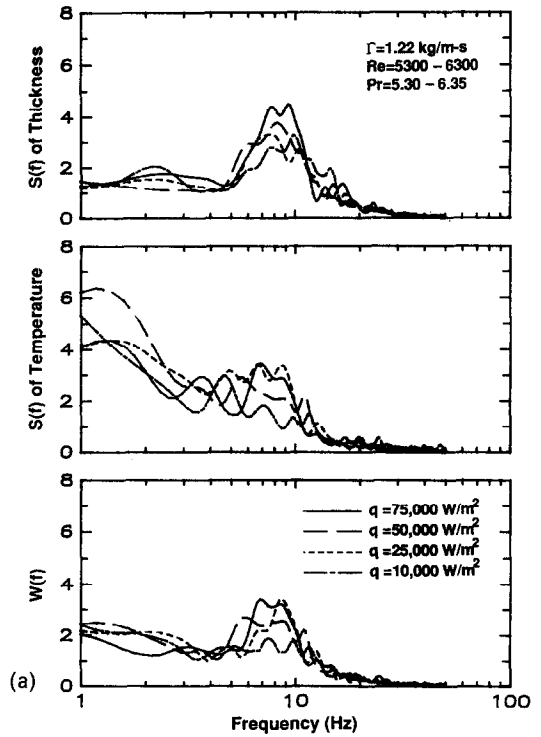 8
6
4
2
0
S(f) of Thickness
Γ=1.22 kg/m-s
Re=5300 – 6300
Pr=5.30 – 6.35
8
6
4
2
0
S(f) of Temperature
8
6
4
2
0
W(f)
q =75,000 W/m²
q =50,000 W/m²
q =25,000 W/m²
q =10,000 W/m²
(a)
1 10 100
Frequency (Hz)